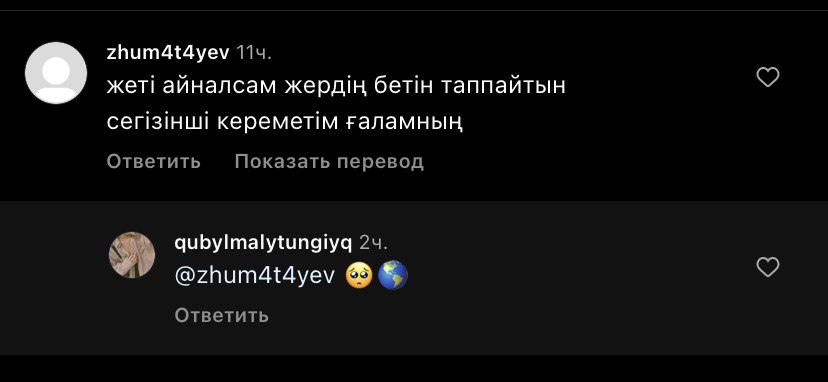 zhum4t4yev 11ч.
жеті айналсам жердің бетін таппайтын
сегізінші кереметім ғаламның
Ответить Показать перевод
qubylmalytungiyq 2ч.
@zhum4t4yev 🥺🌎
Ответить